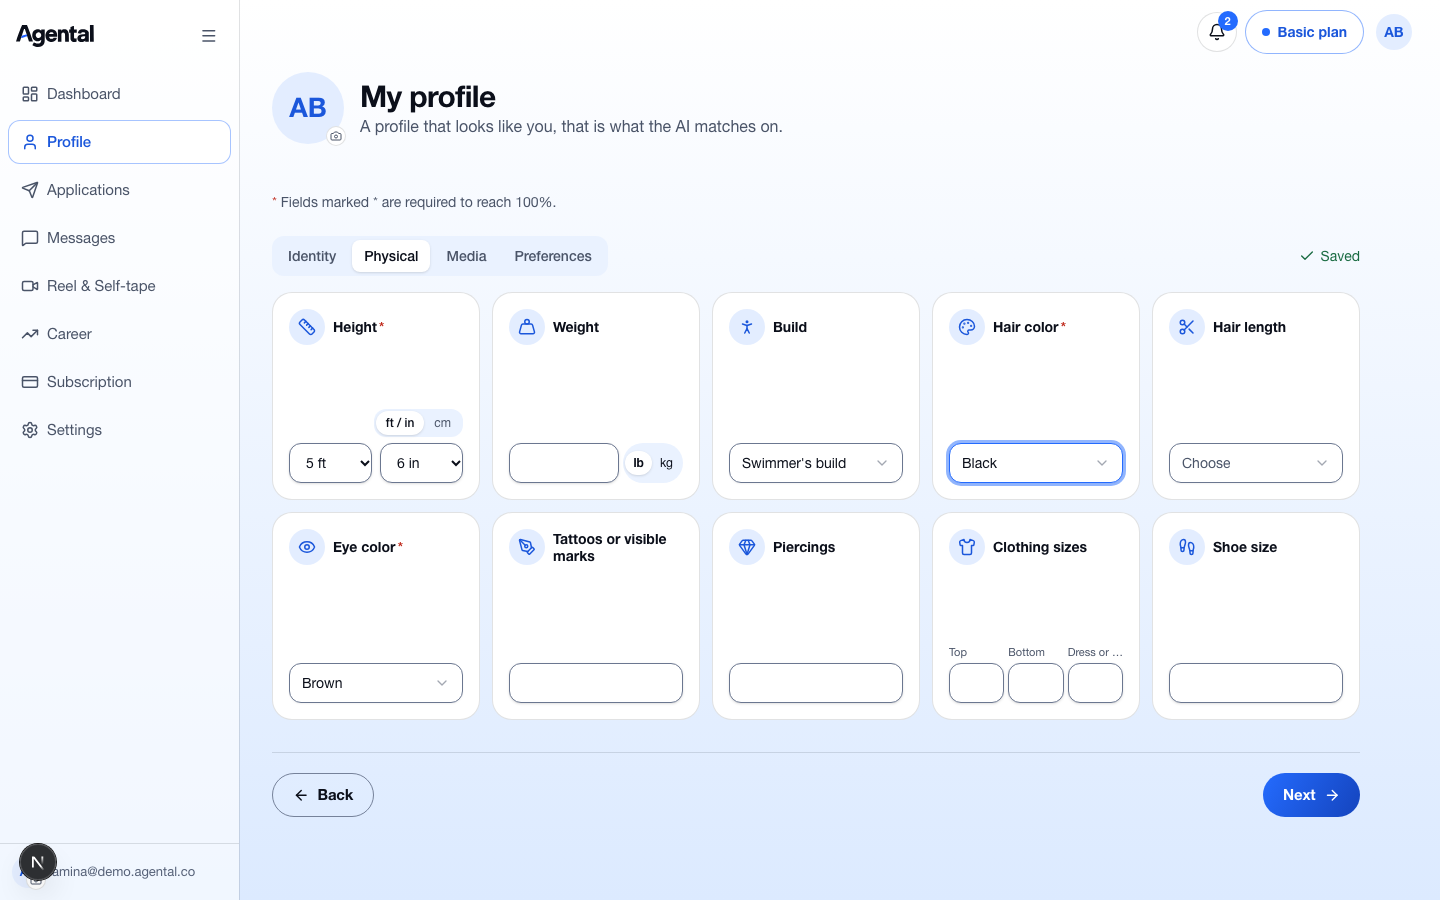 Agental
2
Basic plan
AB
Dashboard
Profile
Applications
Messages
Reel & Self-tape
Career
Subscription
Settings
AB
My profile
A profile that looks like you, that is what the AI matches on.
* Fields marked * are required to reach 100%.
Identity
Physical
Media
Preferences
Saved
Height*
Weight
Build
Hair color*
Hair length
ft / in
cm
5 ft
6 in
lb
kg
Swimmer's build
Black
Choose
Eye color*
Tattoos or visible
marks
Piercings
Clothing sizes
Shoe size
Top
Bottom
Dress or ...
Brown
Back
Next
N
amina@demo.agental.co